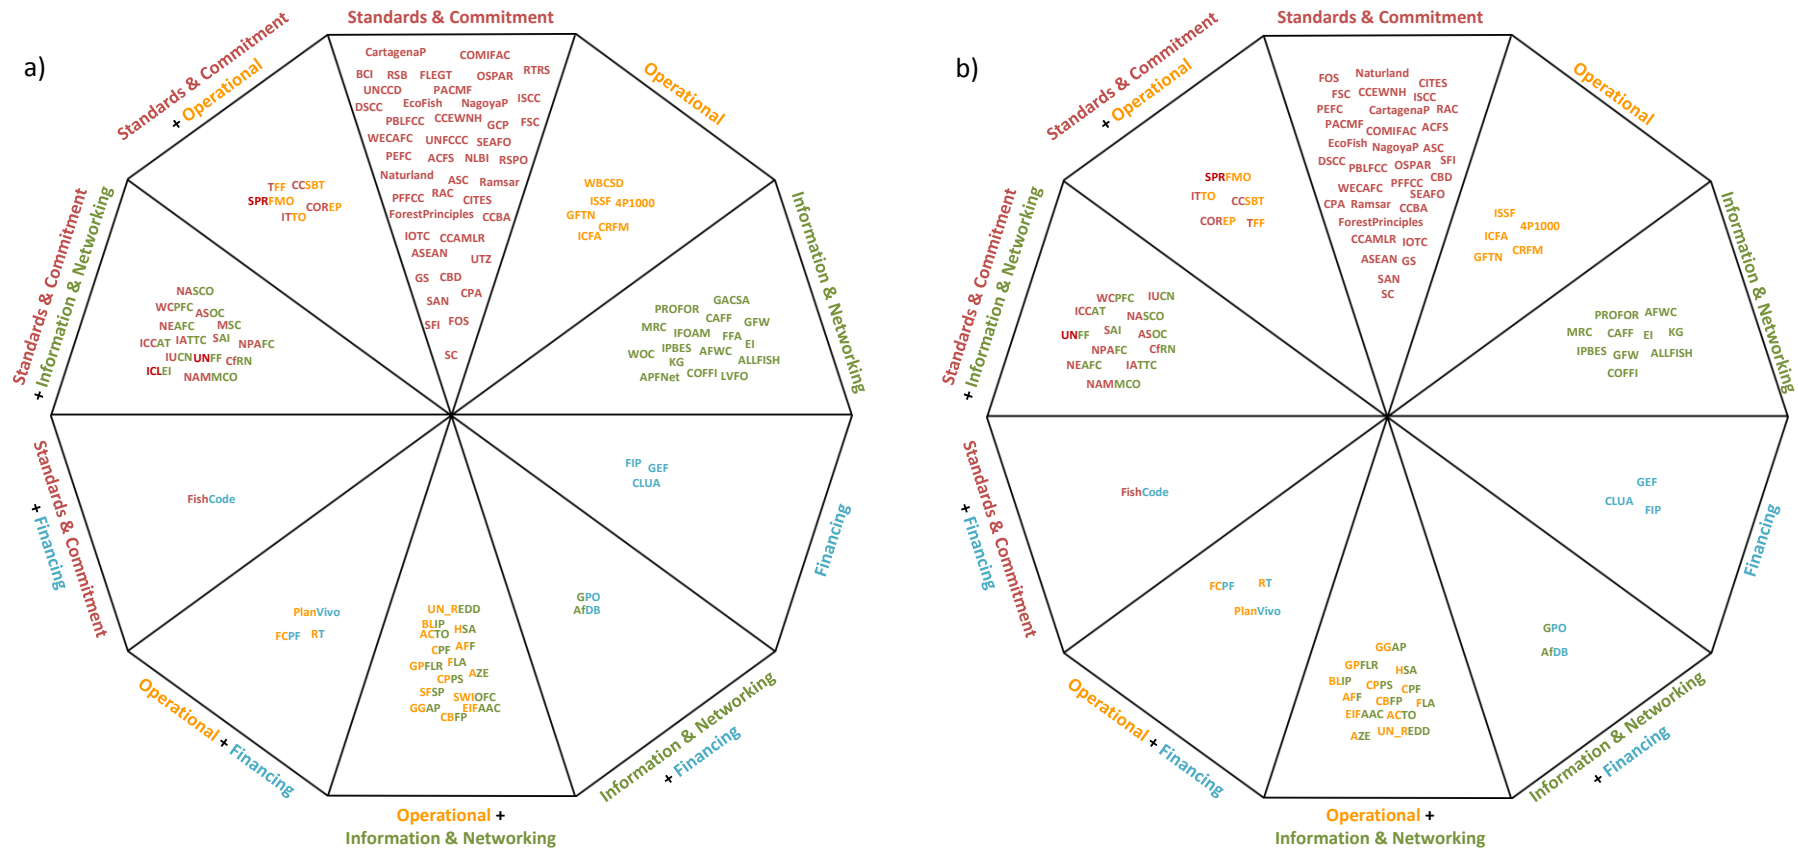 a)
Standards & Commitment
CartagenaP COMIFAC
BCI RSB FLEGT OSPAR RTRS
UNCCD PACMF
DSCC EcoFish NagoyaP ISCC
PBLFCC CCEWNH GCP FSC
WECAFC UNFCCC SEAFO
PEFC ACFS NLBI RSPO
Naturland ASC Ramsar
PFFCC RAC CITES
ForestPrinciples CCBA
IOTC CCAMLR
ASEAN UTZ
GS CBD
SAN CPA
SFI FOS
SC
Operational
WBCSD
ISSF 4P1000
GFTN
CRFM
ICFA
Information & Networking
GACSA
PROFOR CAFF GFW
MRC IFOAM FFA
EI
WOC IPBES AFWC
KG ALLFISH
APFNet COFFI LVFO
Financing
FIP GEF
CLUA
Information & Networking
+ Financing
GPO
AfDB
Operational +
Information & Networking
UN_REDD
BLIP
ACTO HSA
CPF AFF
GPFLR FLA
CPPS AZE
SFSP SWIOFC
GGAP EIFAAC
CBFP
Operational + Financing
PlanVivo
FCPF RT
Standards & Commitment
+ Financing
FishCode
Standards & Commitment
+ Information & Networking
NASCO
WCPFC ASOC
NEAFC MSC
ICCAT IATTC SAI NPAFC
IUCN UNFF CfRN
ICLEI NAMMCO
Standards & Commitment
+ Operational
TFF CCSBT
SPRFMO COREP
ITTO
b)
Standards & Commitment
FOS Naturland CITES
FSC CCEWNH ISCC
PEFC CartagenaP RAC
PACMF COMIFAC ACFS
EcoFish NagoyaP ASC
DSCC PBLFCC OSPAR SFI
WECAFC PFFCC CBD
SEAFO
CPA Ramsar CCBA
ForestPrinciples
CCAMLR IOTC
ASEAN GS
SAN
SC
Operational
ISSF
4P1000
ICFA
GFTN CRFM
Information & Networking
PROFOR AFWC
MRC CAFF EI KG
IPBES GFW ALLFISH
COFFI
Financing
GEF
CLUA FIP
Information & Networking
+ Financing
GPO
AfDB
Operational +
Information & Networking
GGAP
GPFLR HSA
BLIP CPPS CPF
AFF CBFP FLA
EIFAAC ACTO
AZE UN_REDD
Operational + Financing
FCPF RT
PlanVivo
Standards & Commitment
+ Financing
FishCode
Standards & Commitment
+ Information & Networking
WCPFC IUCN
ICCAT NASCO
UNFF SAI ASOC
NPAFC CfRN
NEAFC IATTC
NAMMCO
Standards & Commitment
+ Operational
SPRFMO
ITTO CCSBT
COREP TFF